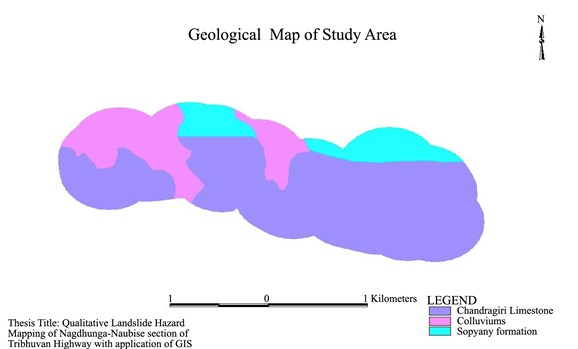 Geological Map of Study Area
N
1 0 1 Kilometers
LEGEND
Chandragiri Limestone
Colluviums
Sopyany formation
Thesis Title: Qualitative Landslide Hazard
Mapping of Nagdhunga-Naubise section of
Tribhuvan Highway with application of GIS